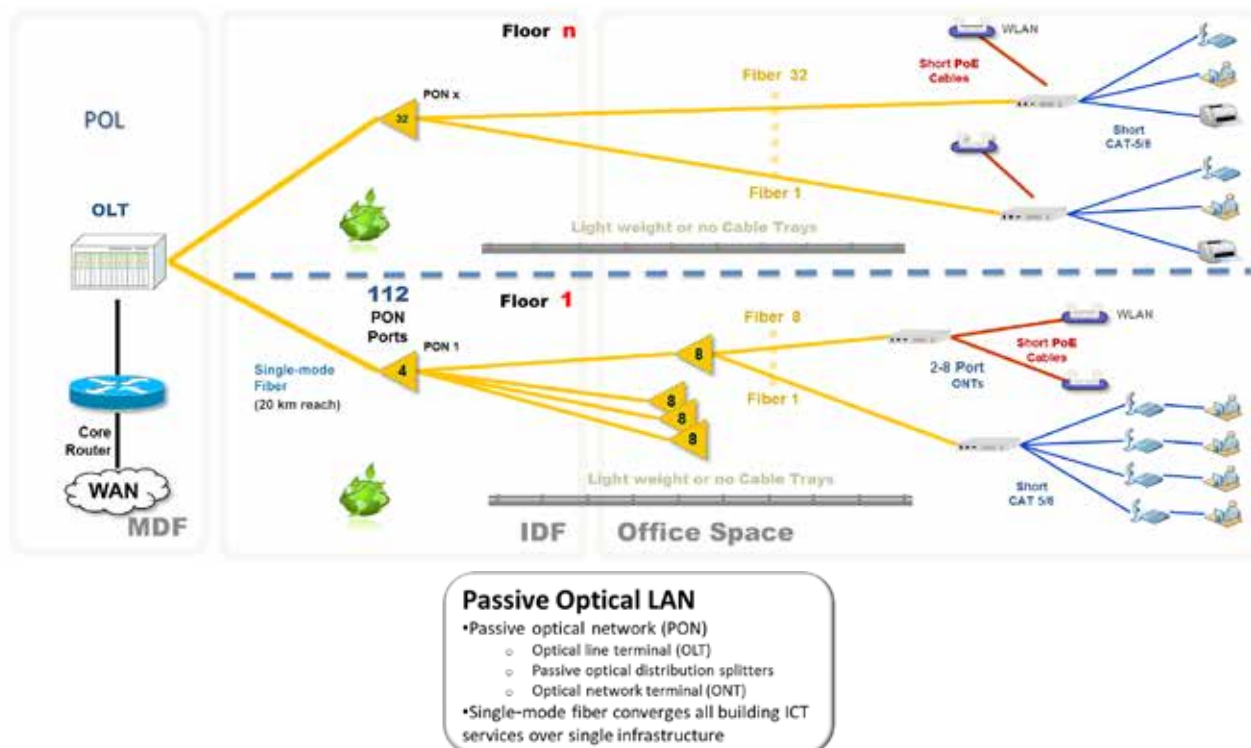 Floor n
WLAN
Fiber 32
Short PoE
Cables
PON x
32
POL
Short
CAT-5/6
Fiber 1
OLT
Light weight or no Cable Trays
112
PON
Ports
Floor 1
Fiber 8
WLAN
PON 1
8
Short PoE
Cables
4
2-8 Port
ONTs
Single-mode
Fiber
(20 km reach)
8
8
8
Fiber 1
Core
Router
Light weight or no Cable Trays
Short
CAT 5/6
WAN
MDF
IDF
Office Space
Passive Optical LAN
•Passive optical network (PON)
o Optical line terminal (OLT)
o Passive optical distribution splitters
o Optical network terminal (ONT)
•Single-mode fiber converges all building ICT
services over single infrastructure